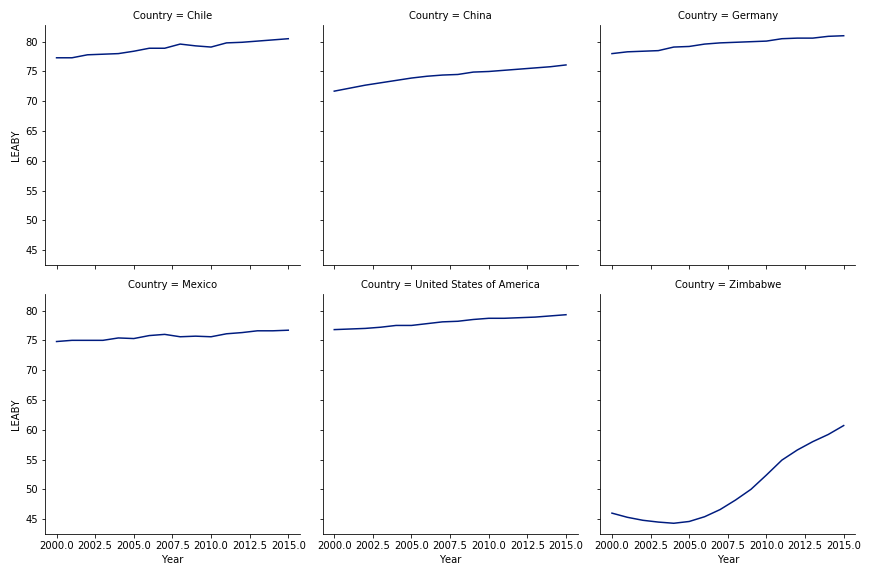 Country = Chile
Country = China
Country = Germany
80
75
70
65
60
55
50
45
LEABY
Country = Mexico
Country = United States of America
Country = Zimbabwe
80
75
70
65
60
55
50
45
LEABY
2000.0 2002.5 2005.0 2007.5 2010.0 2012.5 2015.0
2000.0 2002.5 2005.0 2007.5 2010.0 2012.5 2015.0
2000.0 2002.5 2005.0 2007.5 2010.0 2012.5 2015.0
Year
Year
Year